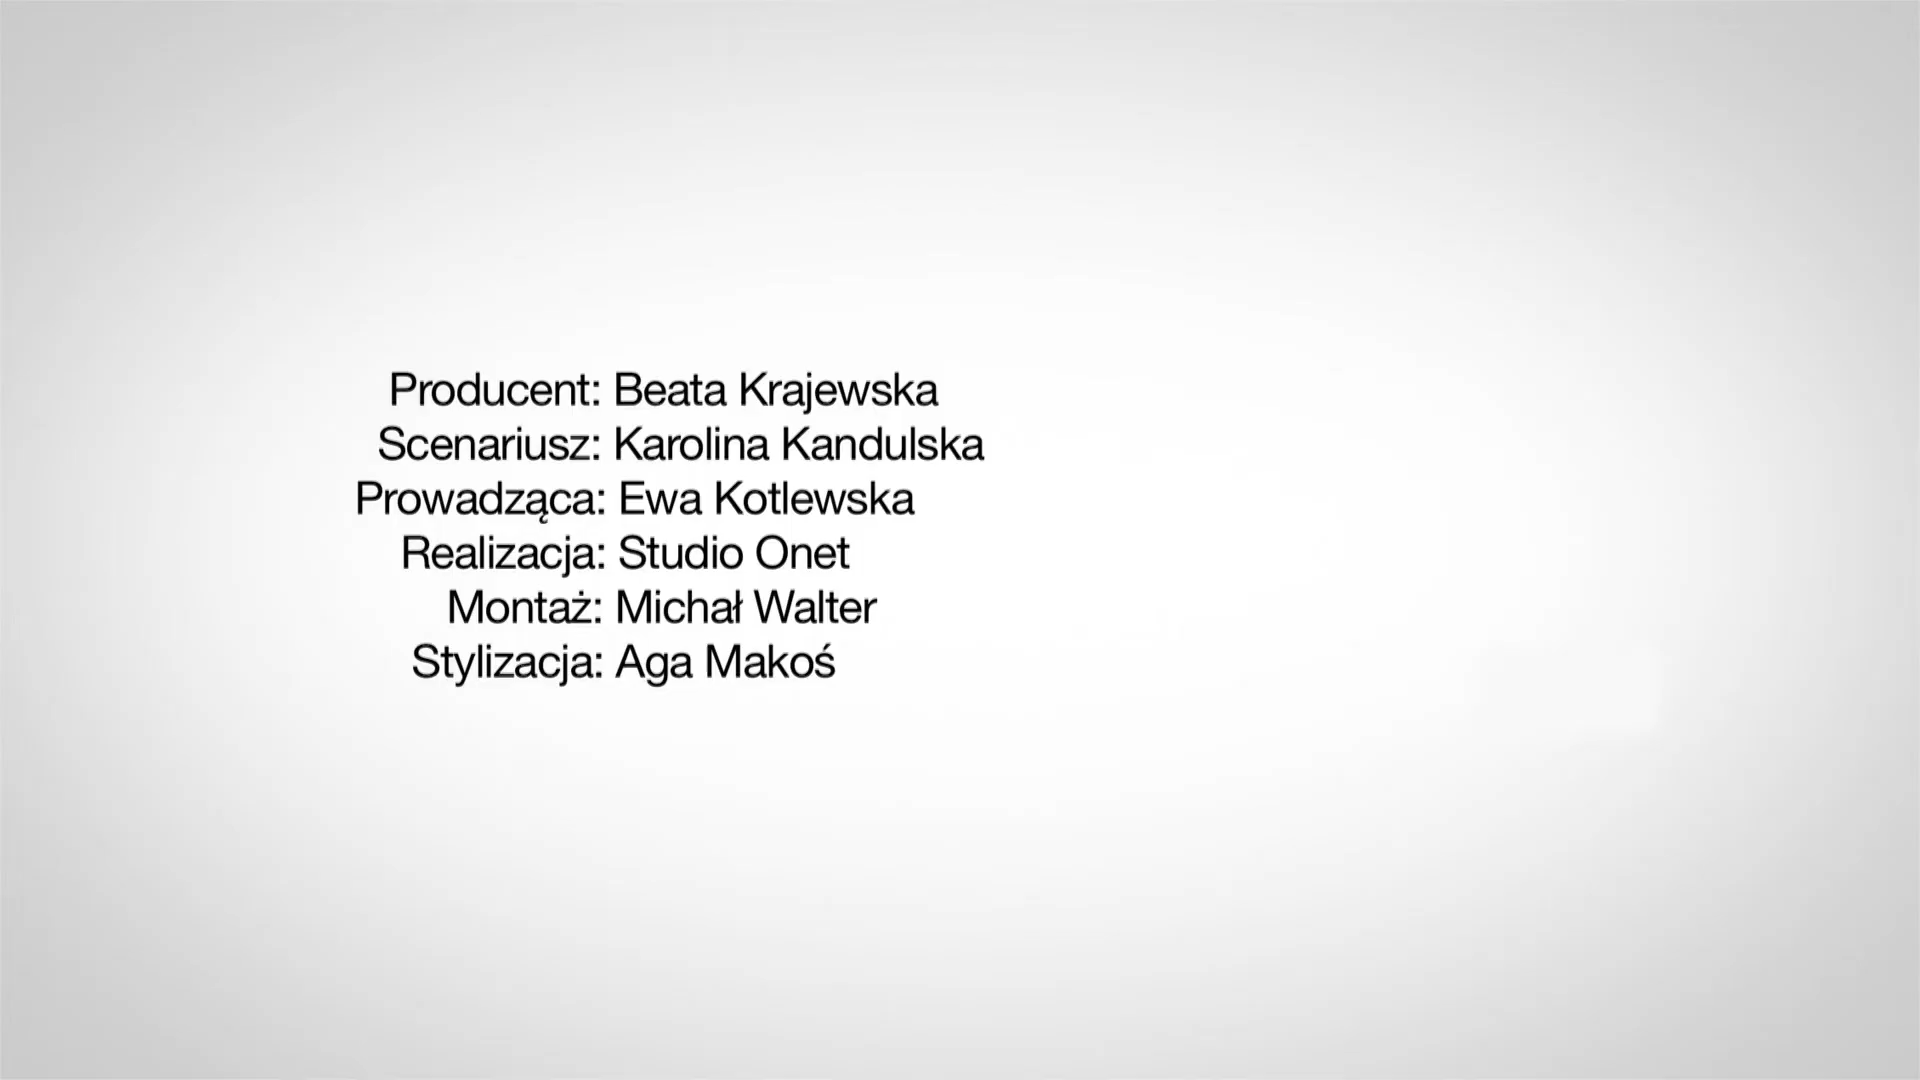 Producent: Beata Krajewska
Scenariusz: Karolina Kandulska
Prowadząca: Ewa Kotlewska
Realizacja: Studio Onet
Montaż: Michał Walter
Stylizacja: Aga Makoś